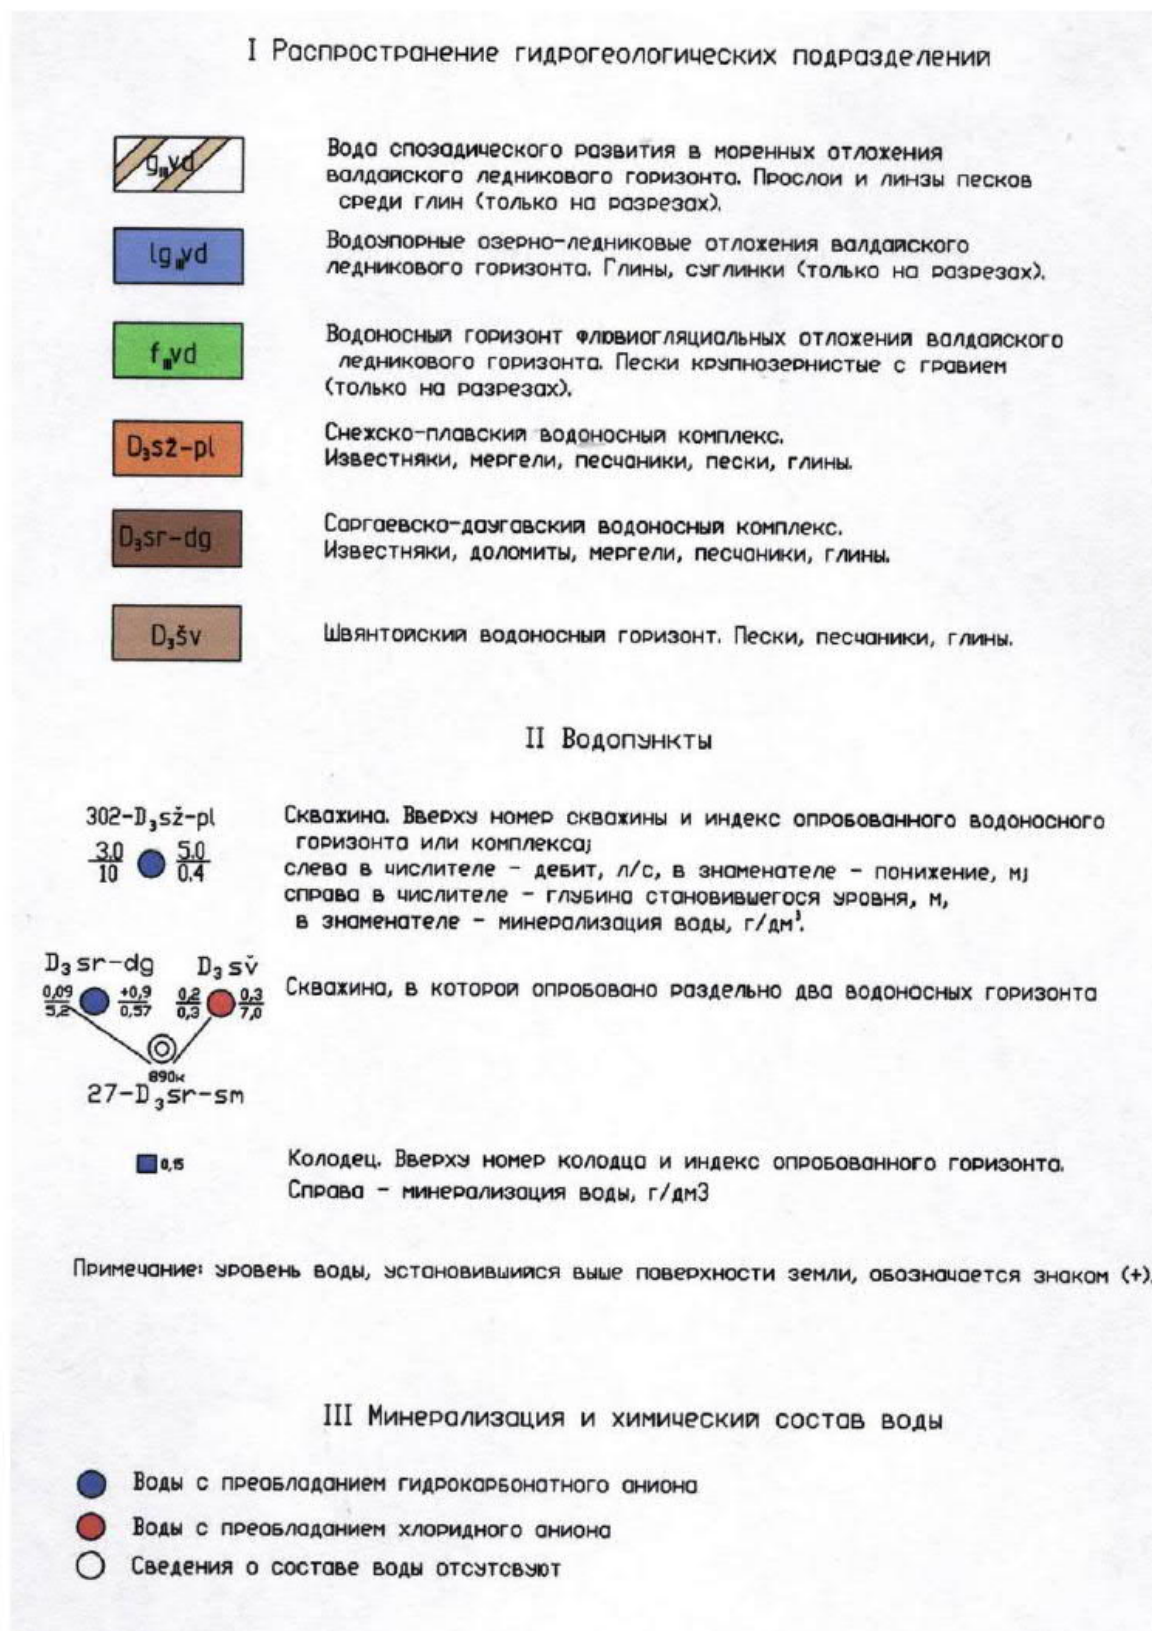 I Распространение гидрогеологических подразделений
gIIIvd
Вода спозадического развития в моренных отложения
валдайского ледникового горизонта. Прослои и линзы песков
среди глин (только на разрезах).
lgIIIvd
Водоупорные озерно-ледниковые отложения валдайского
ледникового горизонта. Глины, суглинки (только на разрезах).
fIIIvd
Водоносный горизонт флювиогляциальных отложения валдайского
ледникового горизонта. Пески крупнозернистые с гравием
(только на разрезах).
D₃sž-pl
Снежско-плавский водоносный комплекс.
Известняки, мергели, песчаники, пески, глины.
D₃sr-dg
Саргаевско-даугавский водоносный комплекс.
Известняки, доломиты, мергели, песчаники, глины.
D₃šv
Швянтойский водоносный горизонт. Пески, песчаники, глины.
II Водопункты
302-D₃sž-pl
3.0 5.0
10 0.4
Скважина. Вверху номер скважины и индекс опробованного водоносного
горизонта или комплекса;
слева в числителе - дебит, л/с, в знаменателе - понижение, м;
справа в числителе - глубина становившегося уровня, м,
в знаменателе - минерализация воды, г/дм³.
D₃sr-dg D₃sv̌
0,09 +0,9 0,2 0,3
5,2 0,57 0,3 7,0
890к
27-D₃sr-sm
Скважина, в которой опробовано раздельно два водоносных горизонта
0,15
Колодец. Вверху номер колодца и индекс опробованного горизонта.
Справа - минерализация воды, г/дм3
Примечание: уровень воды, установившийся выше поверхности земли, обозначается знаком (+).
III Минерализация и химический состав воды
Воды с преобладанием гидрокарбонатного аниона
Воды с преобладанием хлоридного аниона
Сведения о составе воды отсутсвуют